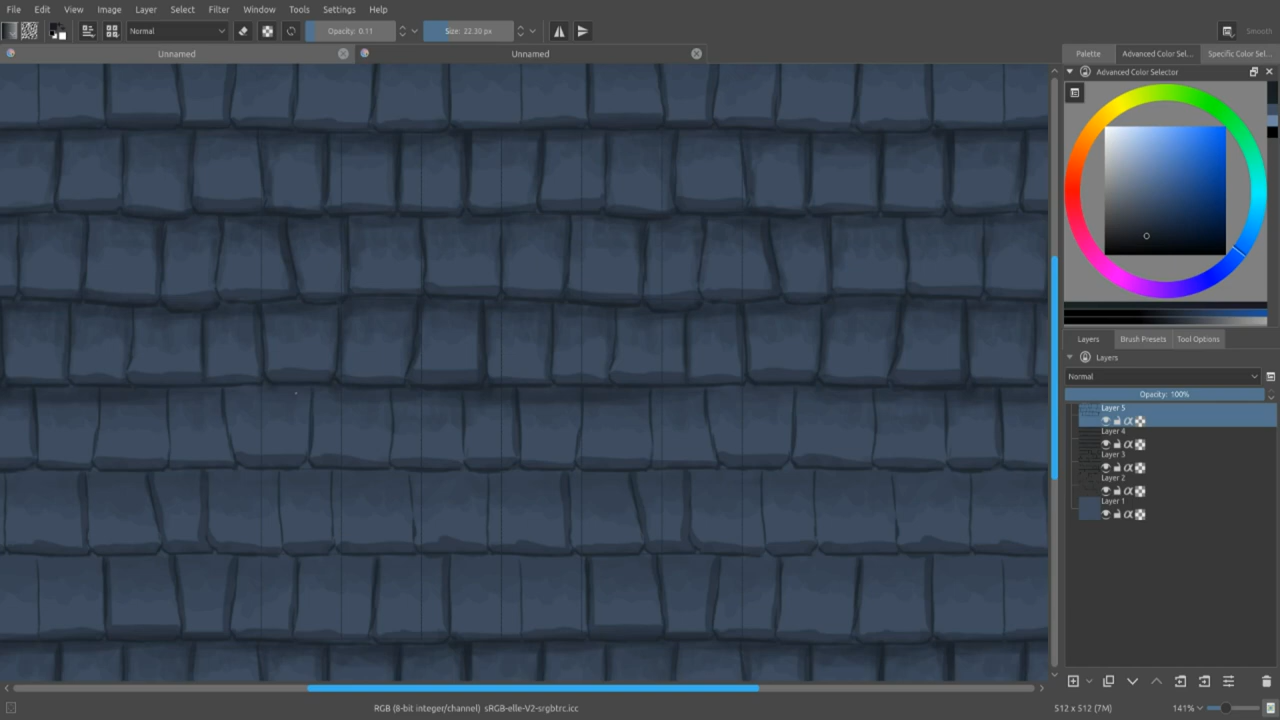 File Edit View Image Layer Select Filter Window Tools Settings Help
Normal Opacity: 0.11 Size: 22.30 px Smooth
Unnamed Unnamed
Palette Advanced Color Sel... Specific Color Sel...
Advanced Color Selector
Layers Brush Presets Tool Options
Layers
Normal
Opacity: 100%
Layer 5
Layer 4
Layer 3
Layer 2
Layer 1
RGB (8-bit integer/channel) sRGB-elle-V2-srgbtrc.icc 512 x 512 (7M) 141%